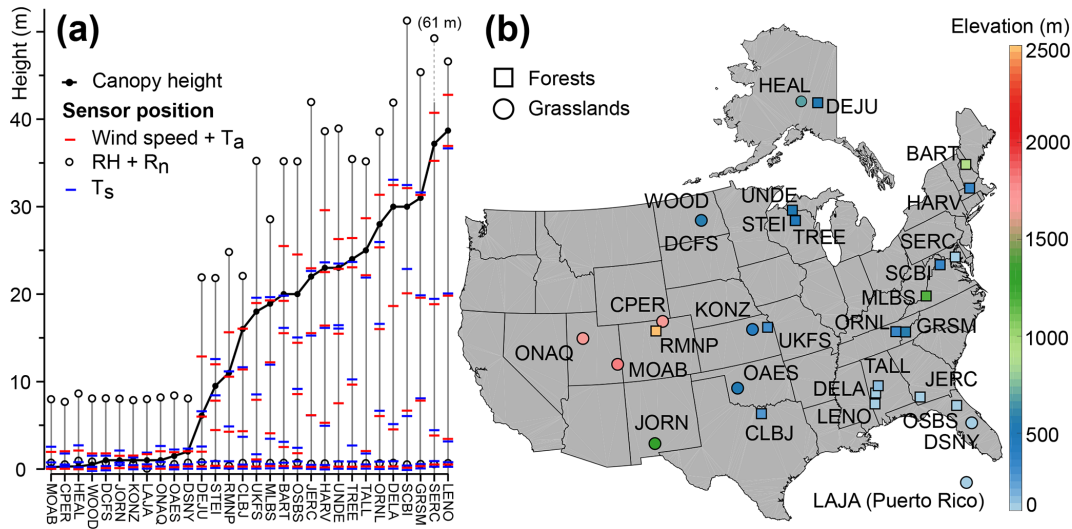 (a)
(61 m)
Height (m)
40
30
20
10
0
Canopy height
Sensor position
Wind speed + Ta
RH + Rn
Ts
MOAB
CPER
HEAL
WOOD
DCFS
JORN
KONZ
LAJA
ONAQ
OAES
DSNY
DEJU
STEI
RMNP
CLBJ
UKFS
MLBS
BART
OSBS
JERC
HARV
UNDE
TREE
TALL
ORNL
DELA
SCBI
GRSM
SERC
LENO
(b)
Forests
Grasslands
HEAL
DEJU
BART
HARV
WOOD
UNDE
STEI
TREE
DCFS
SERC
SCBI
MLBS
CPER
KONZ
ORNL
GRSM
ONAQ
RMNP
UKFS
MOAB
OAES
TALL
DELA
JERC
LENO
JORN
CLBJ
OSBS
DSNY
LAJA (Puerto Rico)
Elevation (m)
2500
2000
1500
1000
500
0